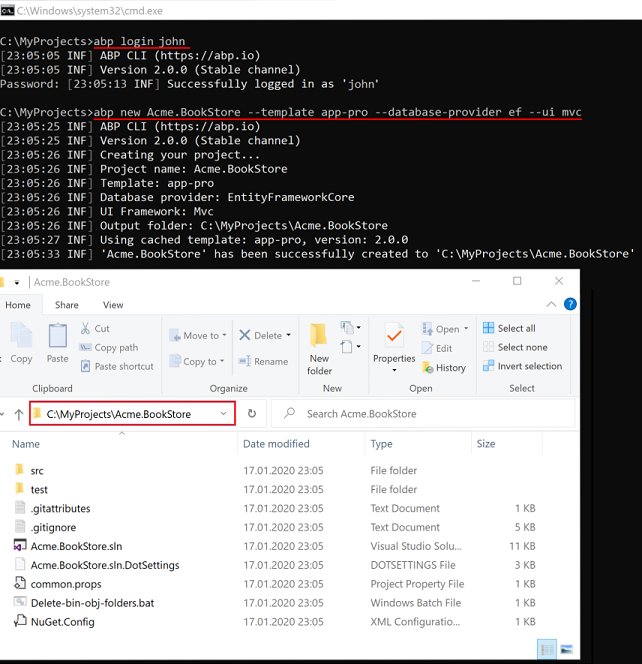 C:\Windows\system32\cmd.exe
C:\MyProjects>abp login john
[23:05:05 INF] ABP CLI (https://abp.io)
[23:05:05 INF] Version 2.0.0 (Stable channel)
Password: [23:05:13 INF] Successfully logged in as 'john'
C:\MyProjects>abp new Acme.BookStore --template app-pro --database-provider ef --ui mvc
[23:05:25 INF] ABP CLI (https://abp.io)
[23:05:25 INF] Version 2.0.0 (Stable channel)
[23:05:26 INF] Creating your project...
[23:05:26 INF] Project name: Acme.BookStore
[23:05:26 INF] Template: app-pro
[23:05:26 INF] Database provider: EntityFrameworkCore
[23:05:26 INF] UI Framework: Mvc
[23:05:26 INF] Output folder: C:\MyProjects\Acme.BookStore
[23:05:27 INF] Using cached template: app-pro, version: 2.0.0
[23:05:33 INF] 'Acme.BookStore' has been successfully created to 'C:\MyProjects\Acme.BookStore'
Acme.BookStore
Home Share View
Copy Paste Cut Copy path Paste shortcut
Clipboard
Move to Copy to Delete Rename
Organize
New folder
New
Properties Open Edit History
Open
Select all Select none Invert selection
Select
C:\MyProjects\Acme.BookStore Search Acme.BookStore
Name Date modified Type Size
src 17.01.2020 23:05 File folder
test 17.01.2020 23:05 File folder
.gitattributes 17.01.2020 23:05 Text Document 1 KB
.gitignore 17.01.2020 23:05 Text Document 5 KB
Acme.BookStore.sln 17.01.2020 23:05 Visual Studio Solu... 11 KB
Acme.BookStore.sln.DotSettings 17.01.2020 23:05 DOTSETTINGS File 3 KB
common.props 17.01.2020 23:05 Project Property File 1 KB
Delete-bin-obj-folders.bat 17.01.2020 23:05 Windows Batch File 1 KB
NuGet.Config 17.01.2020 23:05 XML Configuratio... 1 KB